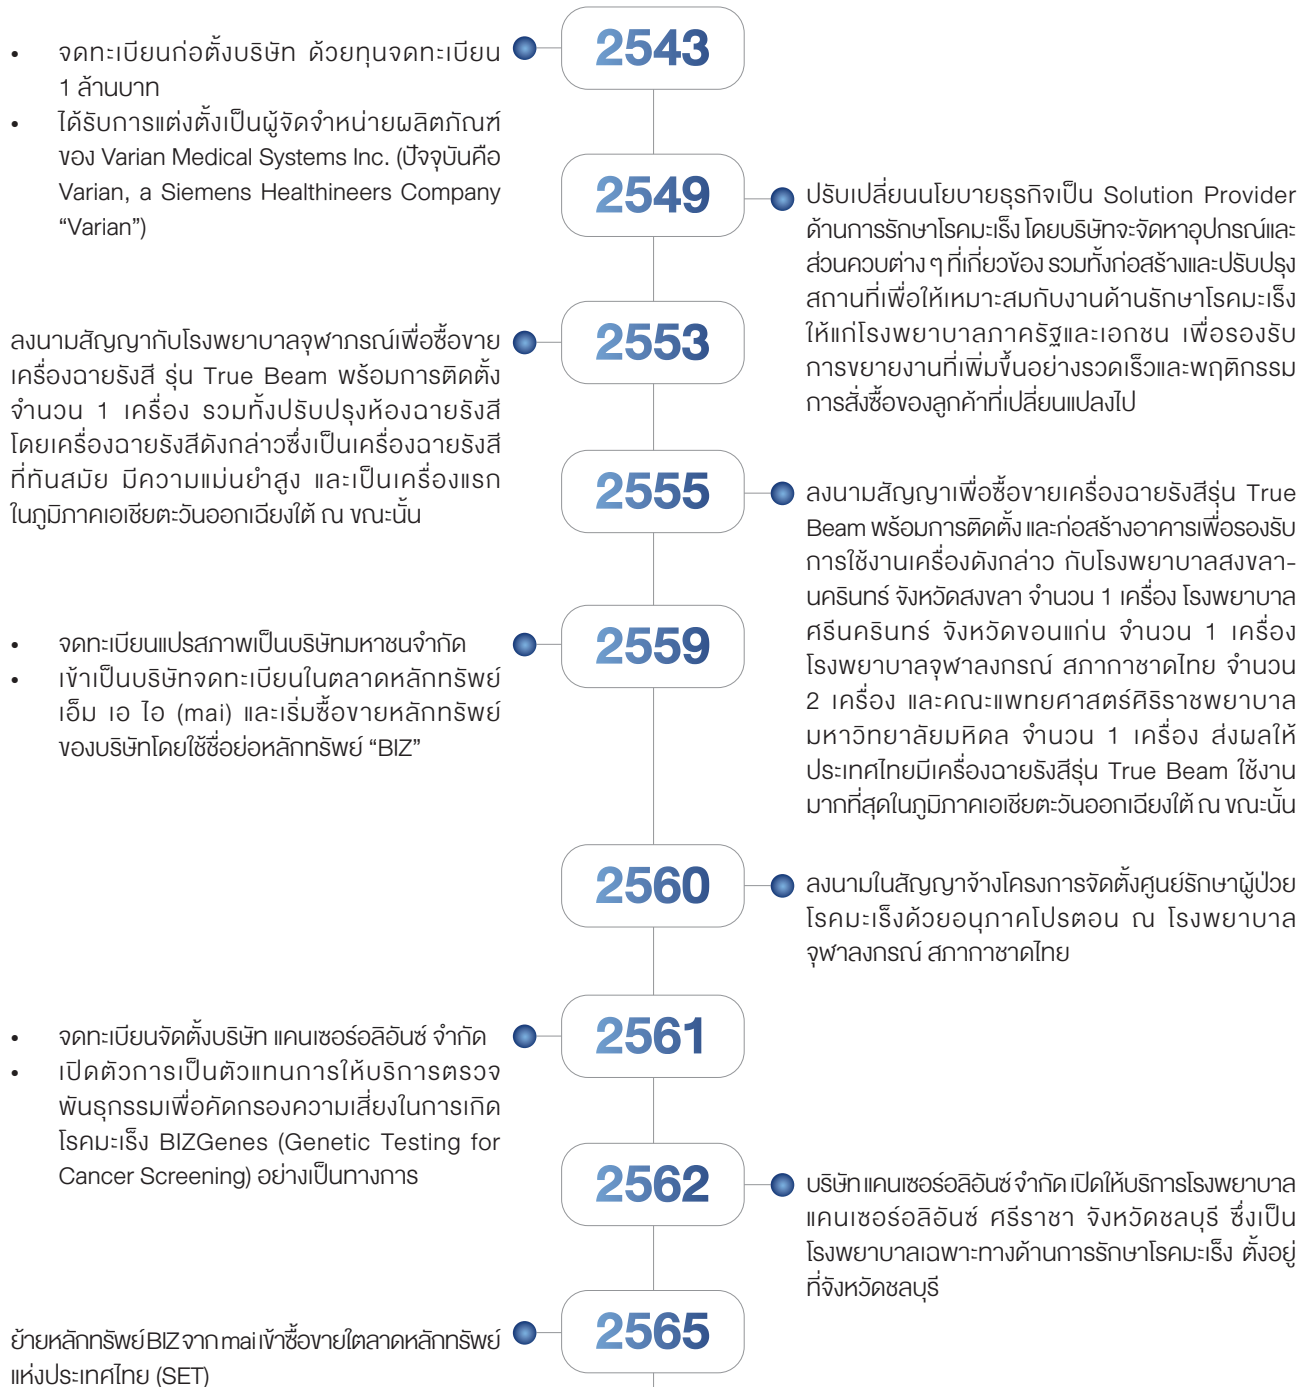 2543
• จดทะเบียนก่อตั้งบริษัท ด้วยทุนจดทะเบียน
1 ล้านบาท
• ได้รับการแต่งตั้งเป็นผู้จัดจำหน่ายผลิตภัณฑ์
ของ Varian Medical Systems Inc. (ปัจจุบันคือ
Varian, a Siemens Healthineers Company
“Varian”)
2549
ปรับเปลี่ยนนโยบายธุรกิจเป็น Solution Provider
ด้านการรักษาโรคมะเร็ง โดยบริษัทจะจัดหาอุปกรณ์และ
ส่วนควบต่าง ๆ ที่เกี่ยวข้อง รวมทั้งก่อสร้างและปรับปรุง
สถานที่เพื่อให้เหมาะสมกับงานด้านรักษาโรคมะเร็ง
ให้แก่โรงพยาบาลภาครัฐและเอกชน เพื่อรองรับ
การขยายงานที่เพิ่มขึ้นอย่างรวดเร็วและพฤติกรรม
การสั่งซื้อของลูกค้าที่เปลี่ยนแปลงไป
2553
ลงนามสัญญากับโรงพยาบาลจุฬาภรณ์เพื่อซื้อขาย
เครื่องฉายรังสี รุ่น True Beam พร้อมการติดตั้ง
จำนวน 1 เครื่อง รวมทั้งปรับปรุงห้องฉายรังสี
โดยเครื่องฉายรังสีดังกล่าวซึ่งเป็นเครื่องฉายรังสี
ที่ทันสมัย มีความแม่นยำสูง และเป็นเครื่องแรก
ในภูมิภาคเอเชียตะวันออกเฉียงใต้ ณ ขณะนั้น
2555
ลงนามสัญญาเพื่อซื้อขายเครื่องฉายรังสีรุ่น True
Beam พร้อมการติดตั้ง และก่อสร้างอาคารเพื่อรองรับ
การใช้งานเครื่องดังกล่าว กับโรงพยาบาลสงขลา-
นครินทร์ จังหวัดสงขลา จำนวน 1 เครื่อง โรงพยาบาล
ศรีนครินทร์ จังหวัดขอนแก่น จำนวน 1 เครื่อง
โรงพยาบาลจุฬาลงกรณ์ สภากาชาดไทย จำนวน
2 เครื่อง และคณะแพทยศาสตร์ศิริราชพยาบาล
มหาวิทยาลัยมหิดล จำนวน 1 เครื่อง ส่งผลให้
ประเทศไทยมีเครื่องฉายรังสีรุ่น True Beam ใช้งาน
มากที่สุดในภูมิภาคเอเชียตะวันออกเฉียงใต้ ณ ขณะนั้น
2559
• จดทะเบียนแปรสภาพเป็นบริษัทมหาชนจำกัด
• เข้าเป็นบริษัทจดทะเบียนในตลาดหลักทรัพย์
เอ็ม เอ ไอ (mai) และเริ่มซื้อขายหลักทรัพย์
ของบริษัทโดยใช้ชื่อย่อหลักทรัพย์ “BIZ”
2560
ลงนามในสัญญาจ้างโครงการจัดตั้งศูนย์รักษาผู้ป่วย
โรคมะเร็งด้วยอนุภาคโปรตอน ณ โรงพยาบาล
จุฬาลงกรณ์ สภากาชาดไทย
2561
• จดทะเบียนจัดตั้งบริษัท แคนเซอร์อลิอันซ์ จำกัด
• เปิดตัวการเป็นตัวแทนการให้บริการตรวจ
พันธุกรรมเพื่อคัดกรองความเสี่ยงในการเกิด
โรคมะเร็ง BIZGenes (Genetic Testing for
Cancer Screening) อย่างเป็นทางการ
2562
บริษัท แคนเซอร์อลิอันซ์ จำกัด เปิดให้บริการโรงพยาบาล
แคนเซอร์อลิอันซ์ ศรีราชา จังหวัดชลบุรี ซึ่งเป็น
โรงพยาบาลเฉพาะทางด้านการรักษาโรคมะเร็ง ตั้งอยู่
ที่จังหวัดชลบุรี
2565
ย้ายหลักทรัพย์ BIZ จาก mai เข้าซื้อขายใตลาดหลักทรัพย์
แห่งประเทศไทย (SET)